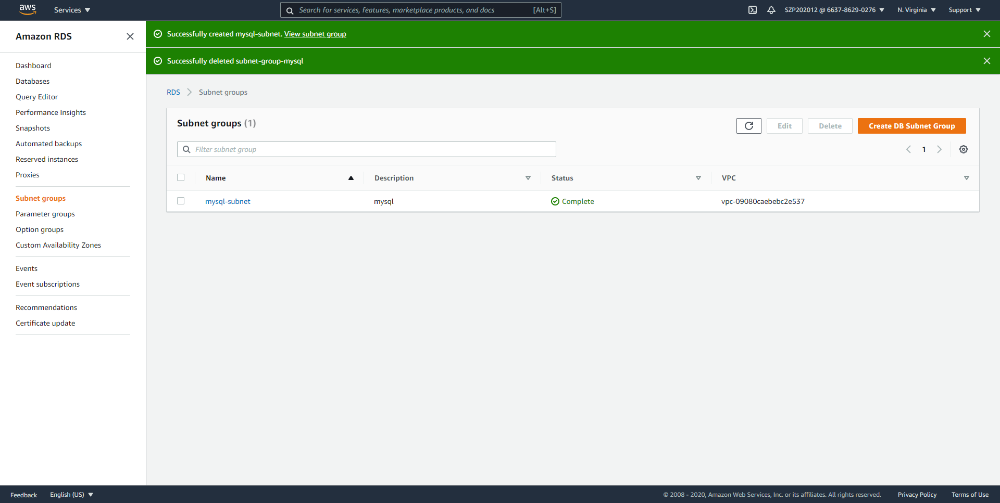 aws Services Search for services, features, marketplace products, and docs [Alt+S] SZP202012 @ 6637-8629-0276 N. Virginia Support
Amazon RDS
Dashboard
Databases
Query Editor
Performance Insights
Snapshots
Automated backups
Reserved instances
Proxies
Subnet groups
Parameter groups
Option groups
Custom Availability Zones
Events
Event subscriptions
Recommendations
Certificate update
Successfully created mysql-subnet. View subnet group
Successfully deleted subnet-group-mysql
RDS Subnet groups
Subnet groups (1)
Edit Delete Create DB Subnet Group
Filter subnet group
1
Name Description Status VPC
mysql-subnet mysql Complete vpc-09080caebebc2e537
Feedback English (US) © 2008 - 2020, Amazon Web Services, Inc. or its affiliates. All rights reserved. Privacy Policy Terms of Use